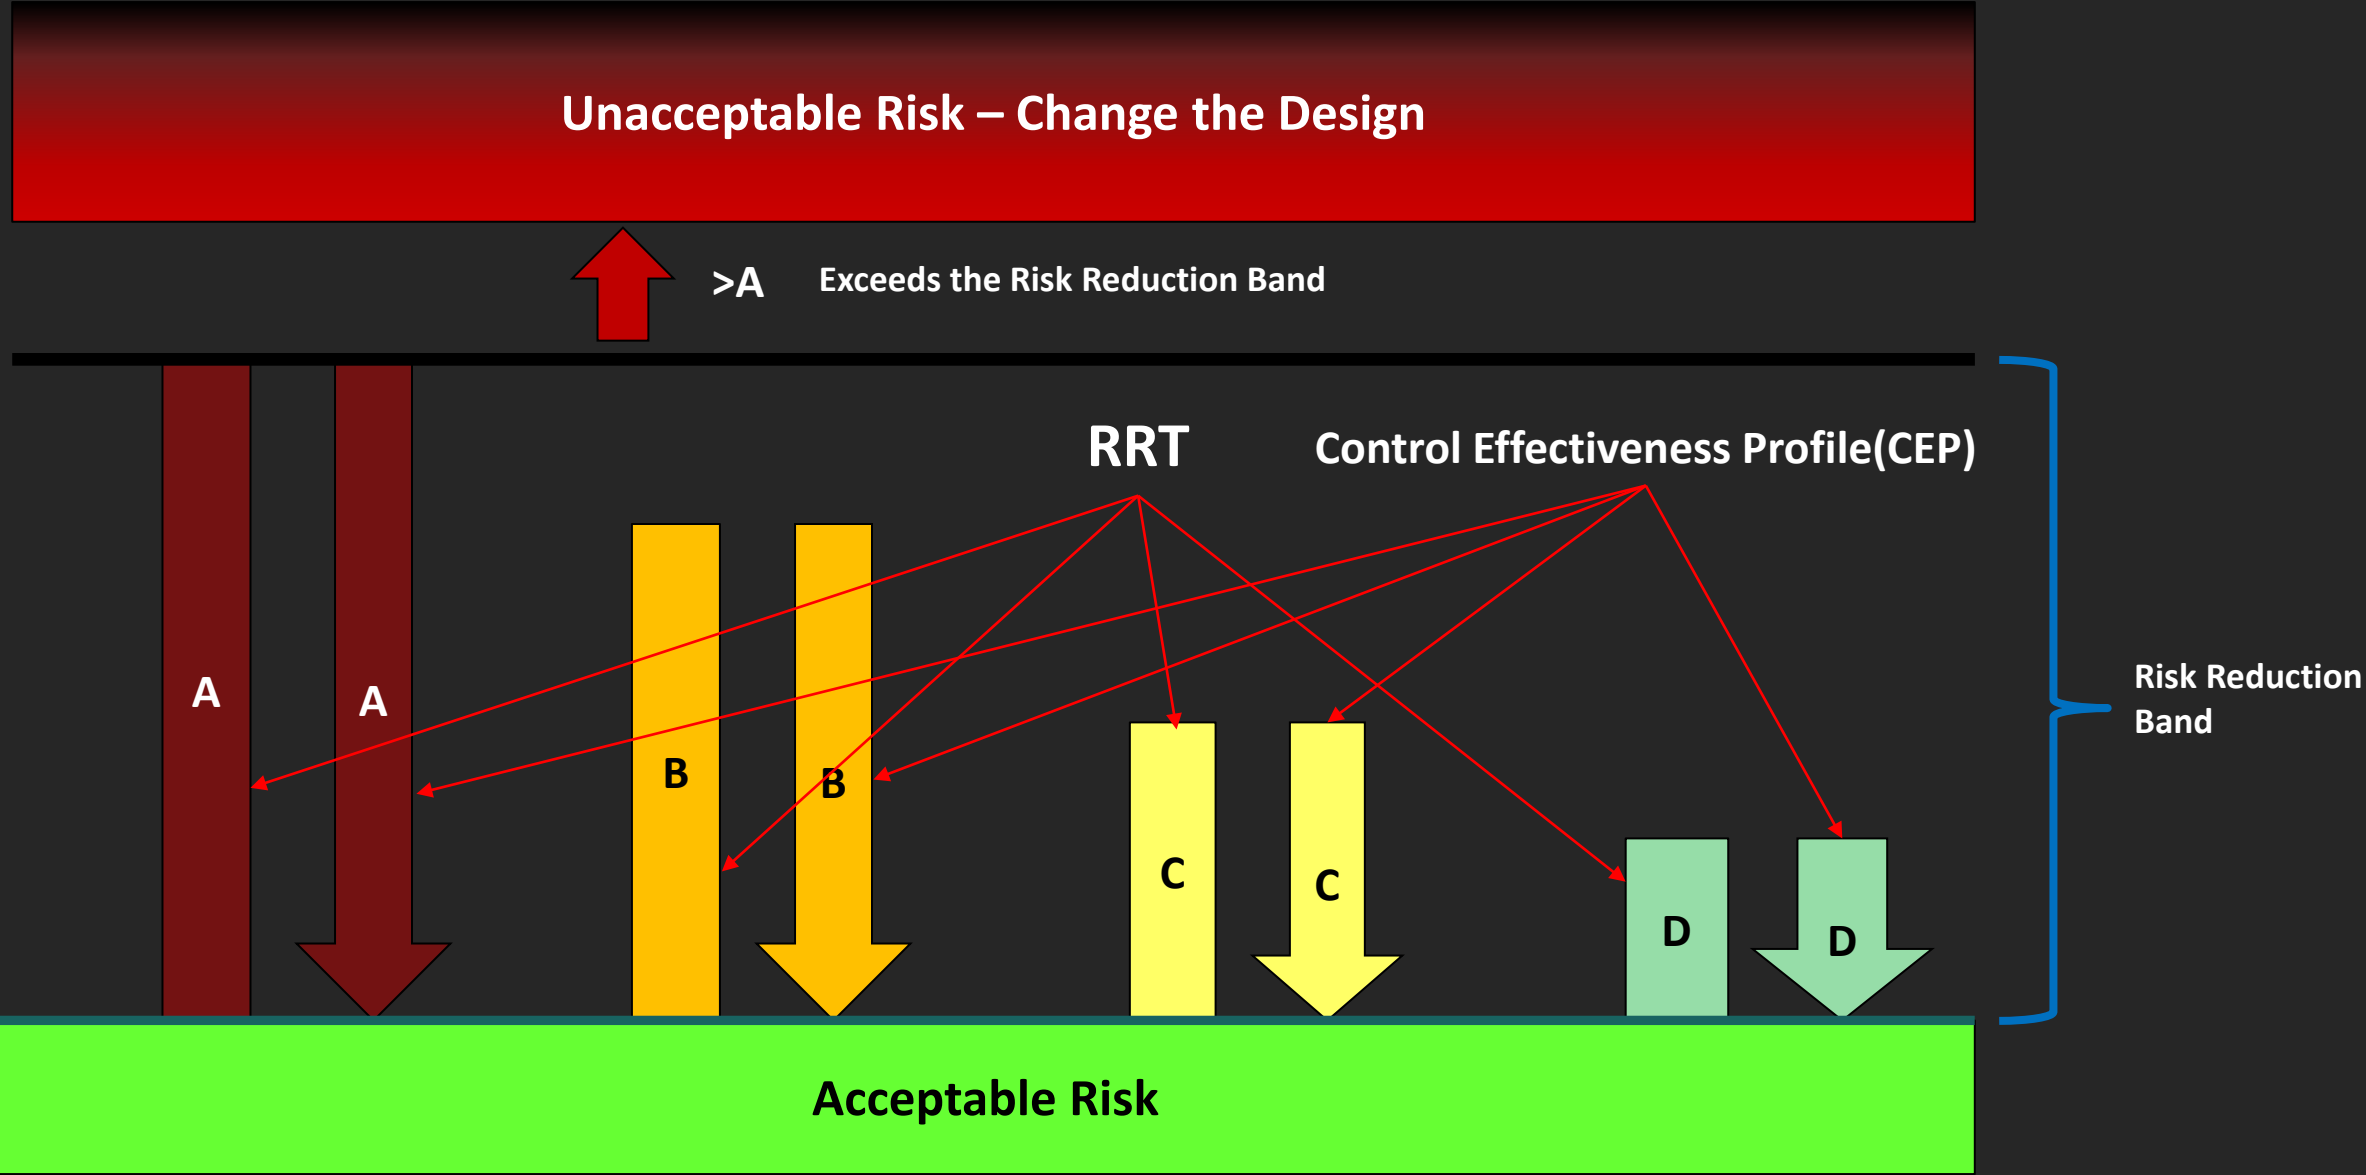 Unacceptable Risk – Change the Design
>A
Exceeds the Risk Reduction Band
RRT
Control Effectiveness Profile(CEP)
A
A
B
B
C
C
D
D
Risk Reduction
Band
Acceptable Risk